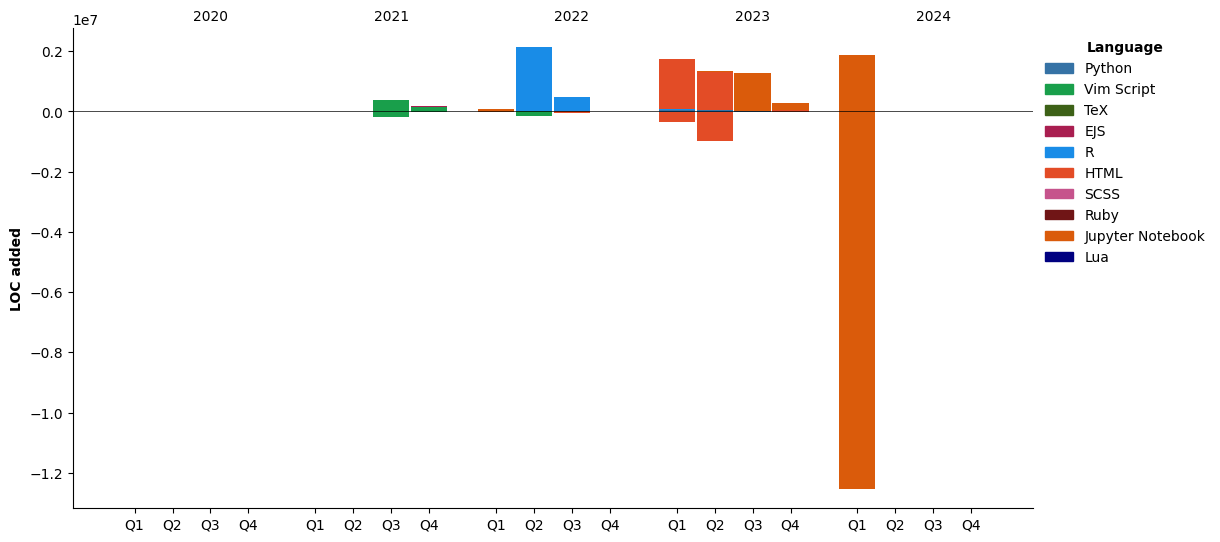 1e7
2020 2021 2022 2023 2024
0.2
0.0
−0.2
−0.4
−0.6
−0.8
−1.0
−1.2
LOC added
Q1 Q2 Q3 Q4 Q1 Q2 Q3 Q4 Q1 Q2 Q3 Q4 Q1 Q2 Q3 Q4 Q1 Q2 Q3 Q4
Language
Python
Vim Script
TeX
EJS
R
HTML
SCSS
Ruby
Jupyter Notebook
Lua